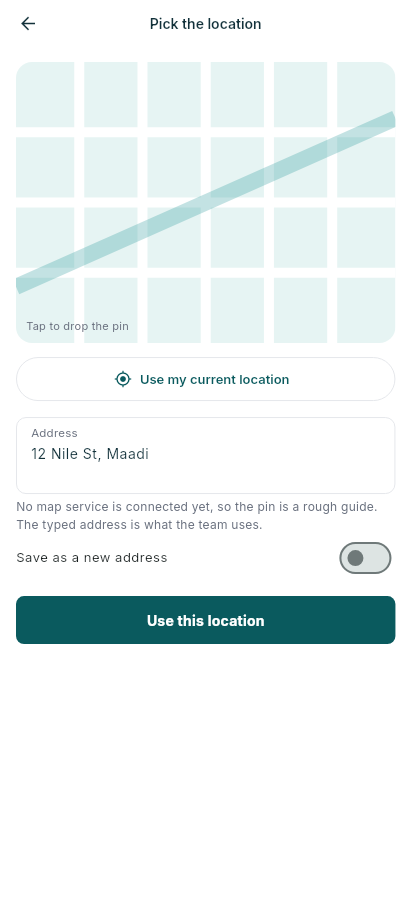 Pick the location
Tap to drop the pin
Use my current location
Address
12 Nile St, Maadi
No map service is connected yet, so the pin is a rough guide.
The typed address is what the team uses.
Save as a new address
Use this location